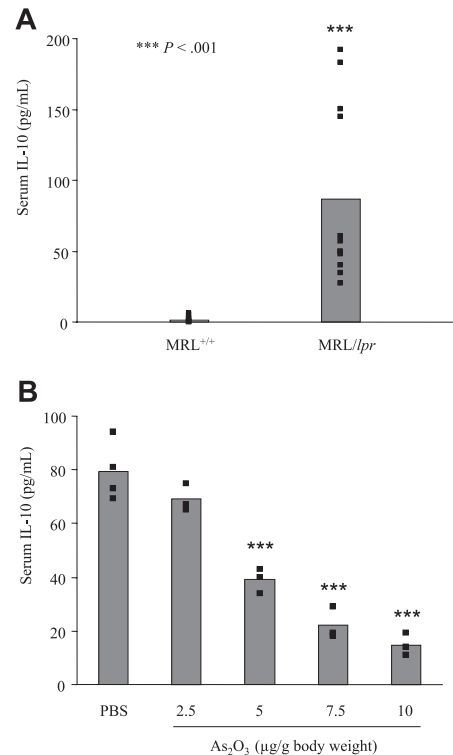 A
*** P < .001
***
Serum IL-10 (pg/mL)
200
150
100
50
0
MRL+/+
MRL/lpr
B
Serum IL-10 (pg/mL)
100
80
60
40
20
0
***
***
***
PBS
2.5
5
7.5
10
As₂O₃ (µg/g body weight)